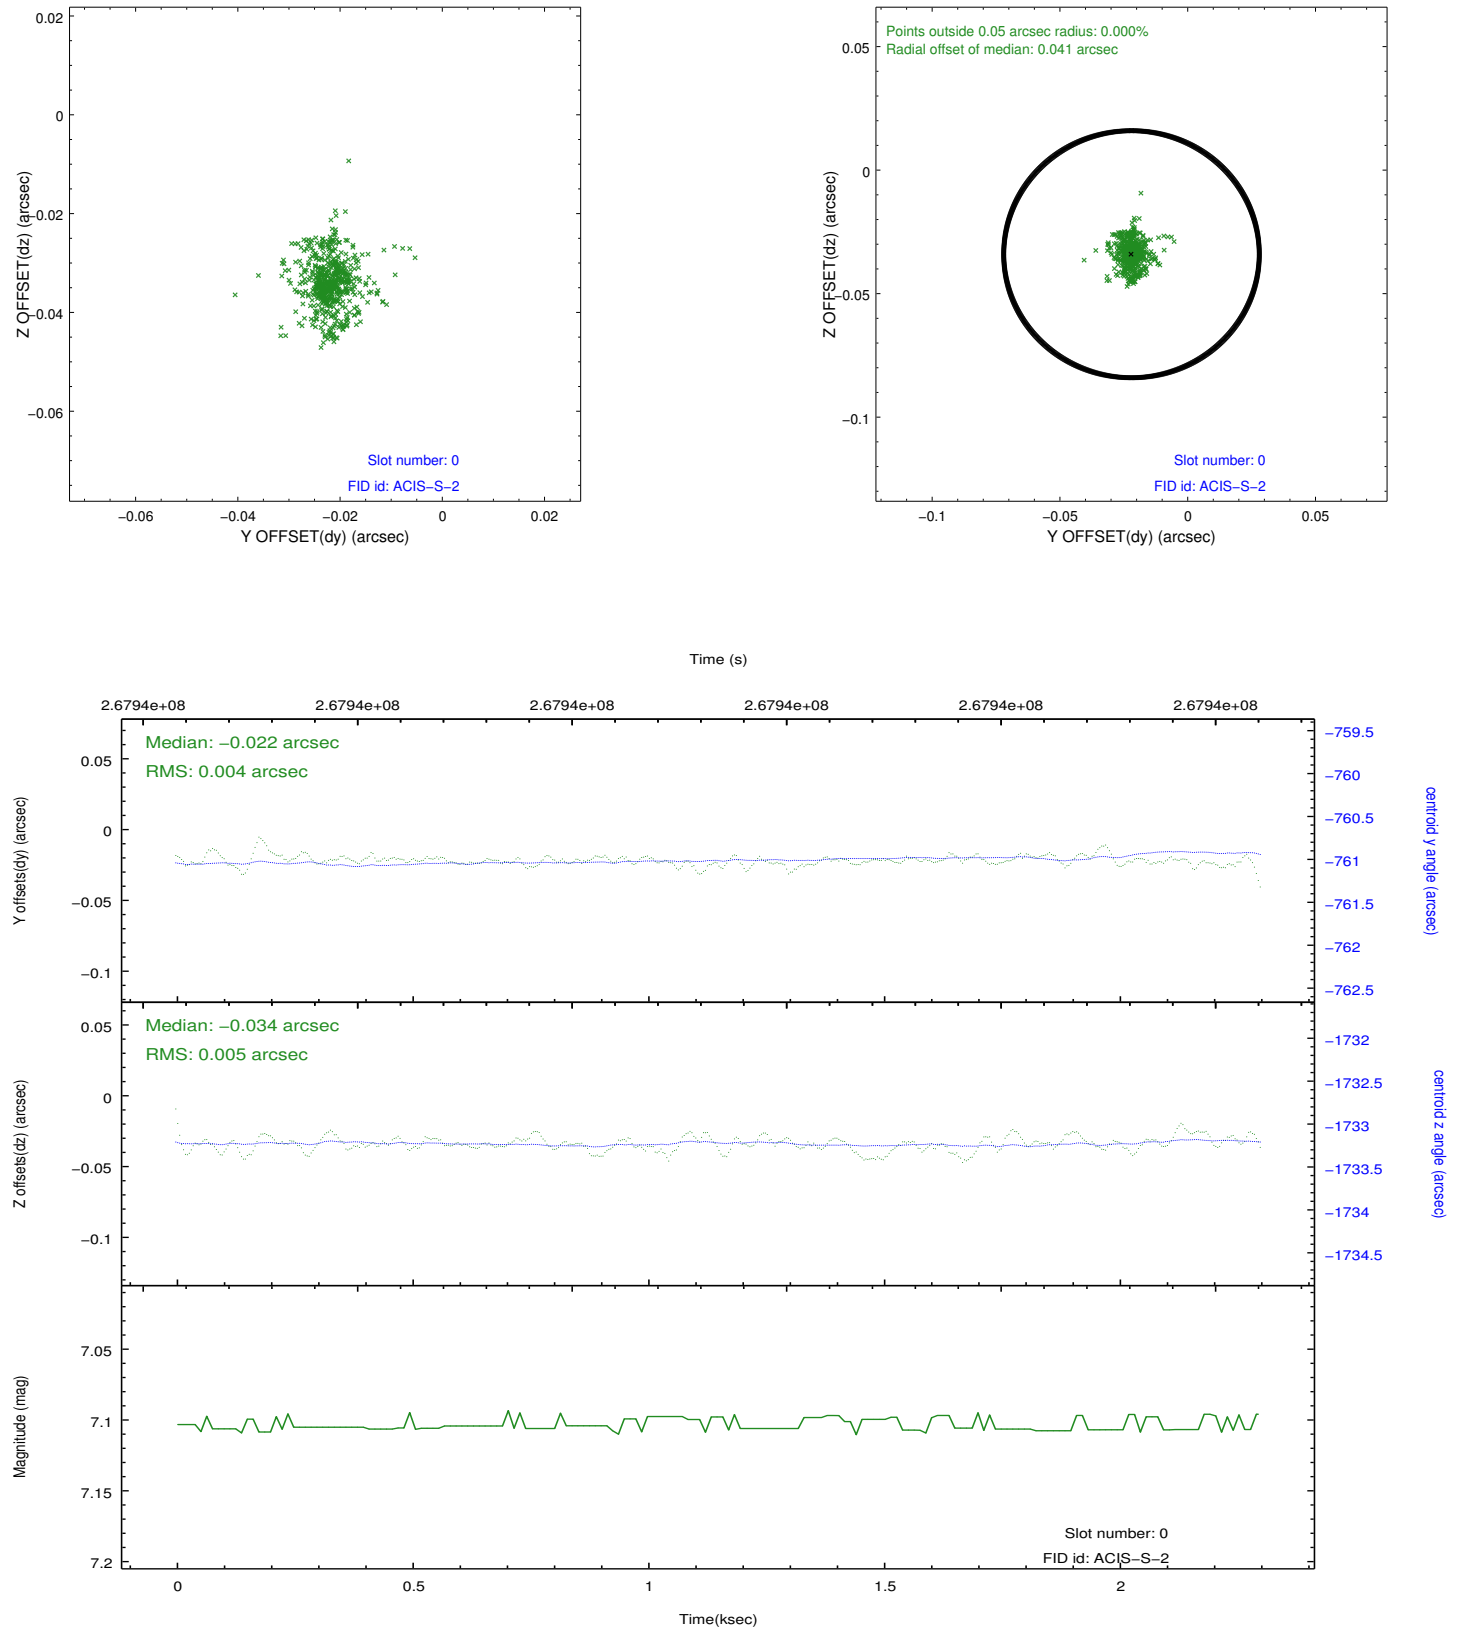 0.02
0
−0.02
−0.04
−0.06
Z OFFSET(dz) (arcsec)
Slot number: 0
FID id: ACIS−S−2
−0.06
−0.04
−0.02
0
0.02
Y OFFSET(dy) (arcsec)
Points outside 0.05 arcsec radius: 0.000%
Radial offset of median: 0.041 arcsec
0.05
0
−0.05
−0.1
Z OFFSET(dz) (arcsec)
Slot number: 0
FID id: ACIS−S−2
−0.1
−0.05
0
0.05
Y OFFSET(dy) (arcsec)
Time (s)
2.6794e+08
2.6794e+08
2.6794e+08
2.6794e+08
2.6794e+08
2.6794e+08
Median: −0.022 arcsec
RMS: 0.004 arcsec
0.05
0
−0.05
−0.1
Y offsets(dy) (arcsec)
−759.5
−760
−760.5
−761
−761.5
−762
−762.5
centroid y angle (arcsec)
Median: −0.034 arcsec
RMS: 0.005 arcsec
0.05
0
−0.05
−0.1
Z offsets(dz) (arcsec)
−1732
−1732.5
−1733
−1733.5
−1734
−1734.5
centroid z angle (arcsec)
7.05
7.1
7.15
7.2
Magnitude (mag)
Slot number: 0
FID id: ACIS−S−2
0
0.5
1
1.5
2
Time(ksec)